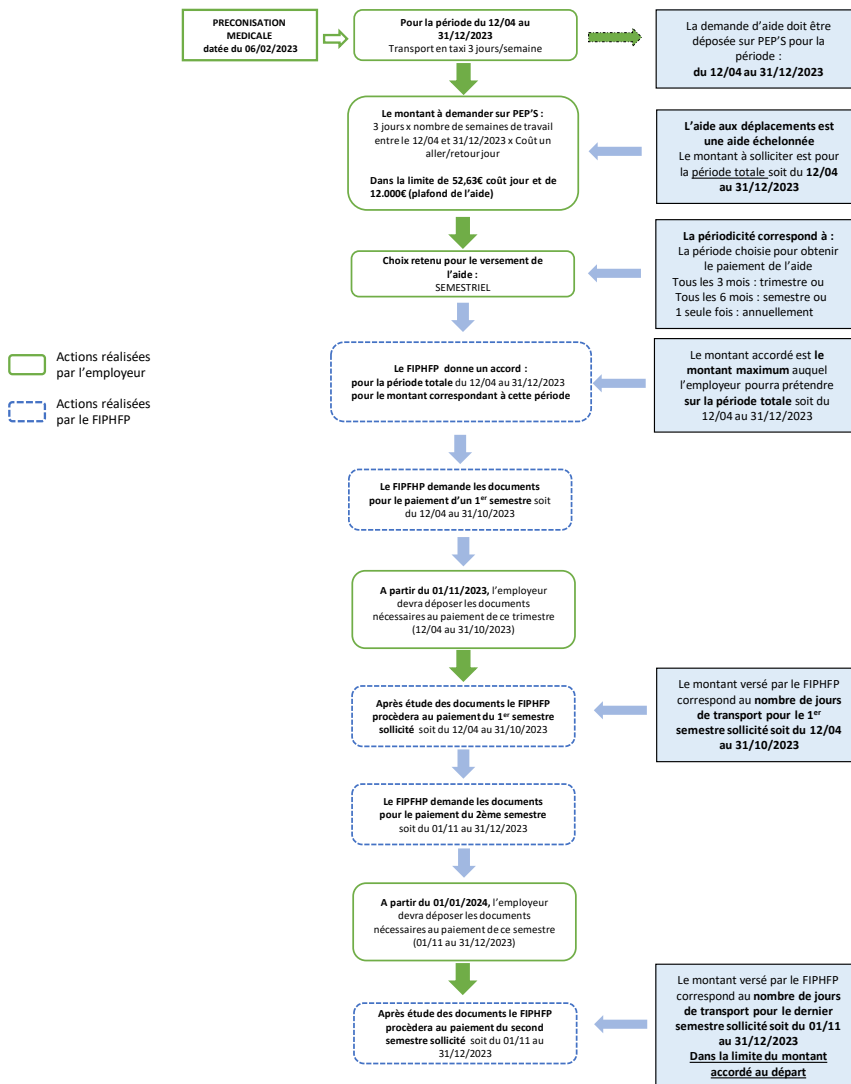 PRECONISATION
MEDICALE
datée du 06/02/2023
Pour la période du 12/04 au
31/12/2023
Transport en taxi 3 jours/semaine
La demande d'aide doit être
déposée sur PEP'S pour la
période :
du 12/04 au 31/12/2023
Le montant à demander sur PEP'S :
3 jours x nombre de semaines de travail
entre le 12/04 et 31/12/2023 x Coût un
aller/retour jour
Dans la limite de 52,63€ coût jour et de
12.000€ (plafond de l'aide)
L'aide aux déplacements est
une aide échelonnée
Le montant à solliciter est pour
la période totale soit du 12/04
au 31/12/2023
Choix retenu pour le versement de
l'aide :
SEMESTRIEL
La périodicité correspond à :
La période choisie pour obtenir
le paiement de l'aide
Tous les 3 mois : trimestre ou
Tous les 6 mois : semestre ou
1 seule fois : annuellement
Actions réalisées
par l'employeur
Actions réalisées
par le FIPHFP
Le FIPHFP donne un accord :
pour la période totale du 12/04 au 31/12/2023
pour le montant correspondant à cette période
Le montant accordé est le
montant maximum auquel
l'employeur pourra prétendre
sur la période totale soit du
12/04 au 31/12/2023
Le FIPFHP demande les documents
pour le paiement d'un 1er semestre soit
du 12/04 au 31/10/2023
A partir du 01/11/2023, l'employeur
devra déposer les documents
nécessaires au paiement de ce trimestre
(12/04 au 31/10/2023)
Après étude des documents le FIPHFP
procèdera au paiement du 1er semestre
sollicité soit du 12/04 au 31/10/2023
Le montant versé par le FIPHFP
correspond au nombre de jours
de transport pour le 1er
semestre sollicité soit du 12/04
au 31/10/2023
Le FIPFHP demande les documents
pour le paiement du 2ème semestre
soit du 01/11 au 31/12/2023
A partir du 01/01/2024, l'employeur
devra déposer les documents
nécessaires au paiement de ce semestre
(01/11 au 31/12/2023)
Après étude des documents le FIPHFP
procèdera au paiement du second
semestre sollicité soit du 01/11 au
31/12/2023
Le montant versé par le FIPHFP
correspond au nombre de jours
de transport pour le dernier
semestre sollicité soit du 01/11
au 31/12/2023
Dans la limite du montant
accordé au départ